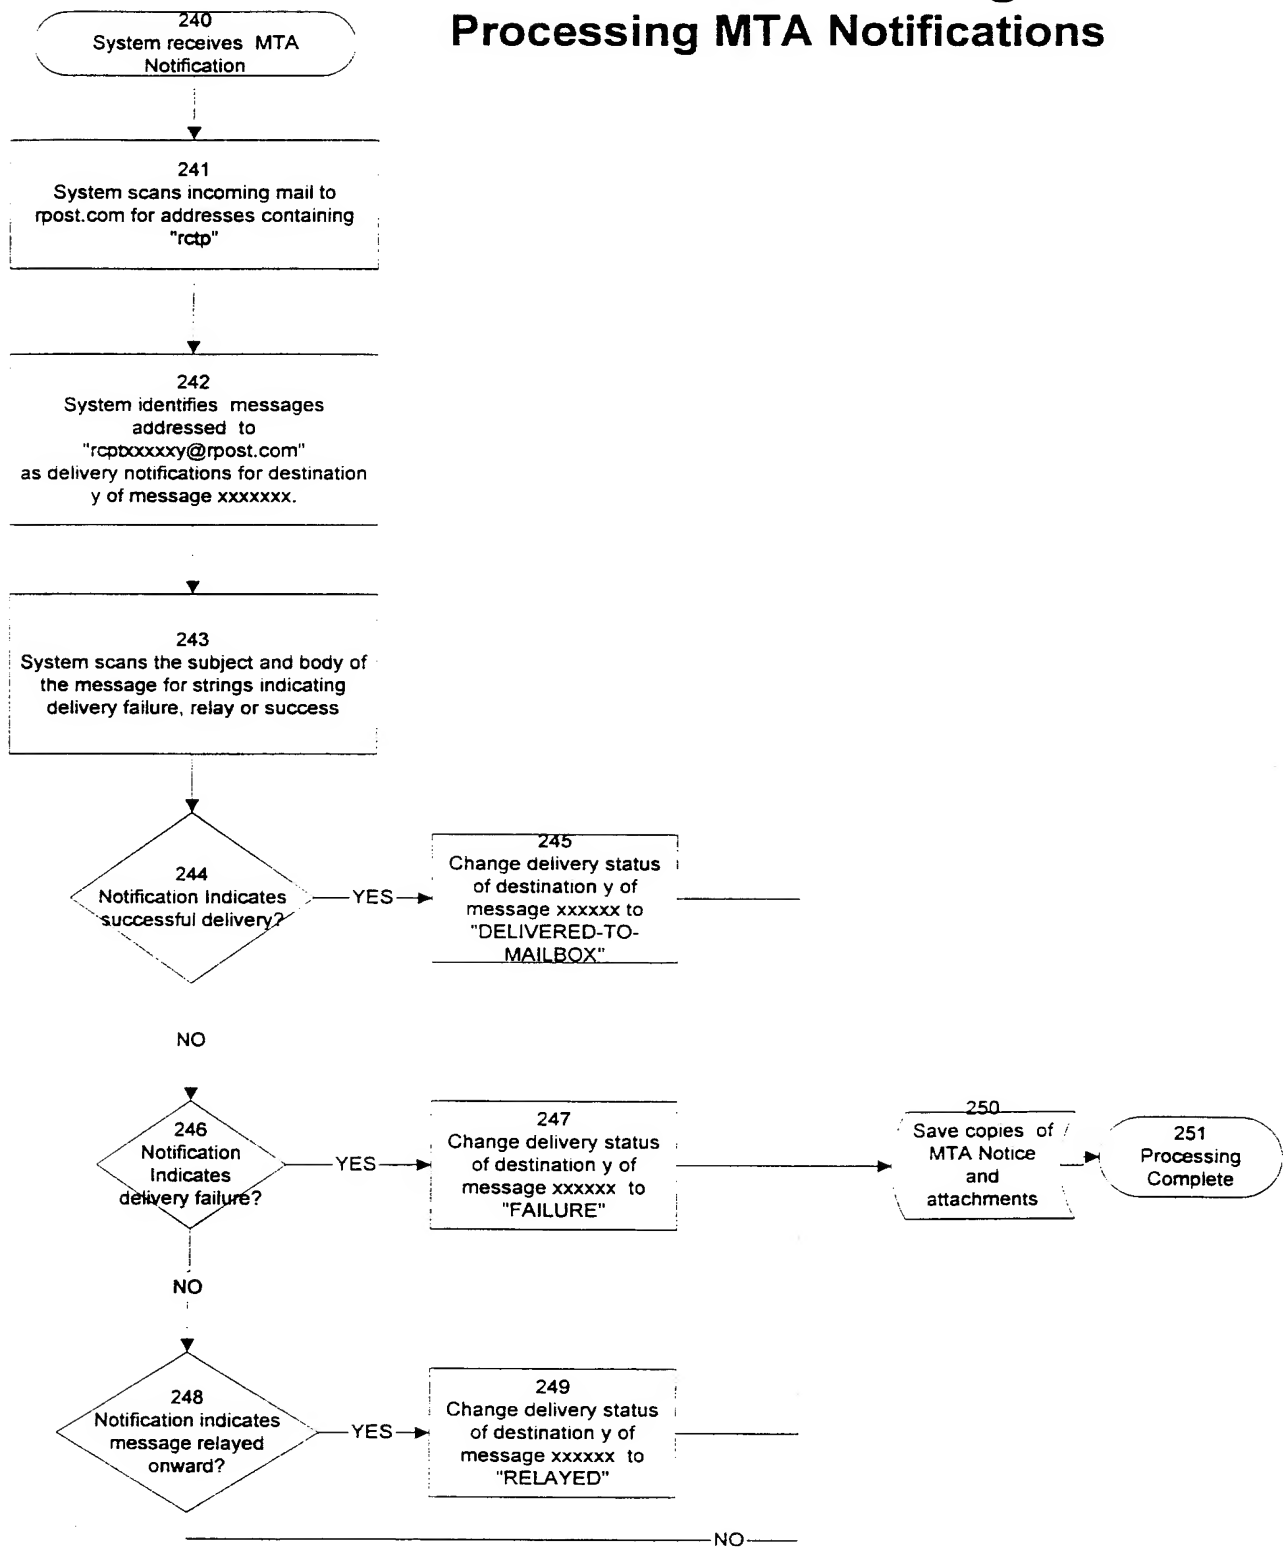 Processing MTA Notifications
240
System receives MTA
Notification
241
System scans incoming mail to
rpost.com for addresses containing
"rctp"
242
System identifies messages
addressed to
"rcptxxxxxy@rpost.com"
as delivery notifications for destination
y of message xxxxxxx.
243
System scans the subject and body of
the message for strings indicating
delivery failure, relay or success
244
Notification Indicates
successful delivery?
YES
245
Change delivery status
of destination y of
message xxxxxx to
"DELIVERED-TO-
MAILBOX"
NO
246
Notification
Indicates
delivery failure?
YES
247
Change delivery status
of destination y of
message xxxxxx to
"FAILURE"
250
Save copies of
MTA Notice
and
attachments
251
Processing
Complete
NO
248
Notification indicates
message relayed
onward?
YES
249
Change delivery status
of destination y of
message xxxxxx to
"RELAYED"
NO